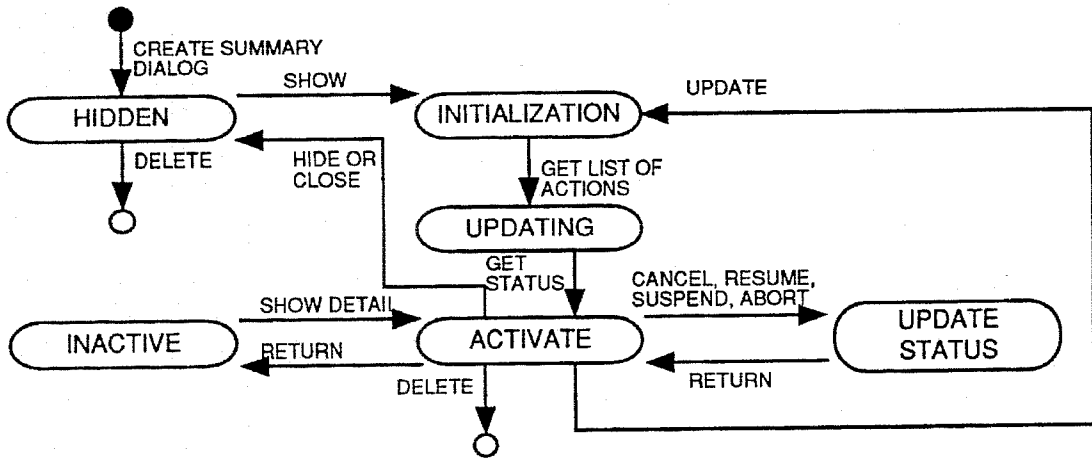 CREATE SUMMARY
DIALOG
SHOW
UPDATE
HIDDEN
INITIALIZATION
DELETE
HIDE OR
CLOSE
GET LIST OF
ACTIONS
UPDATING
GET
STATUS
CANCEL, RESUME,
SUSPEND, ABORT
SHOW DETAIL
INACTIVE
ACTIVATE
UPDATE
STATUS
RETURN
RETURN
DELETE